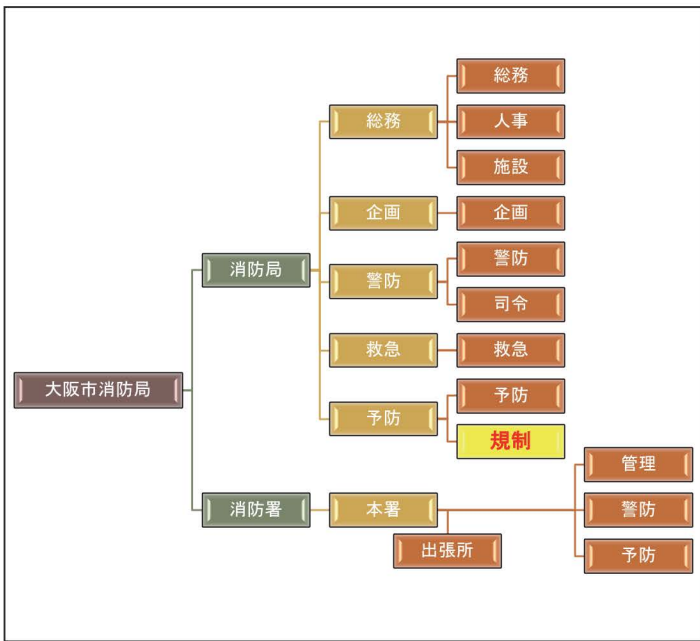 大阪市消防局
消防局
総務
総務
人事
施設
企画
企画
警防
警防
司令
救急
救急
予防
予防
規制
消防署
本署
出張所
管理
警防
予防